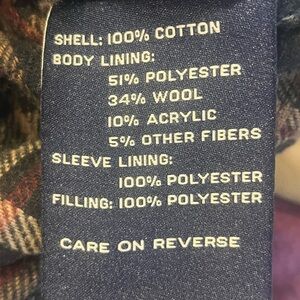 SHELL: 100% COTTON
BODY LINING:
51% POLYESTER
34% WOOL
10% ACRYLIC
5% OTHER FIBERS
SLEEVE LINING:
100% POLYESTER
FILLING: 100% POLYESTER
CARE ON REVERSE